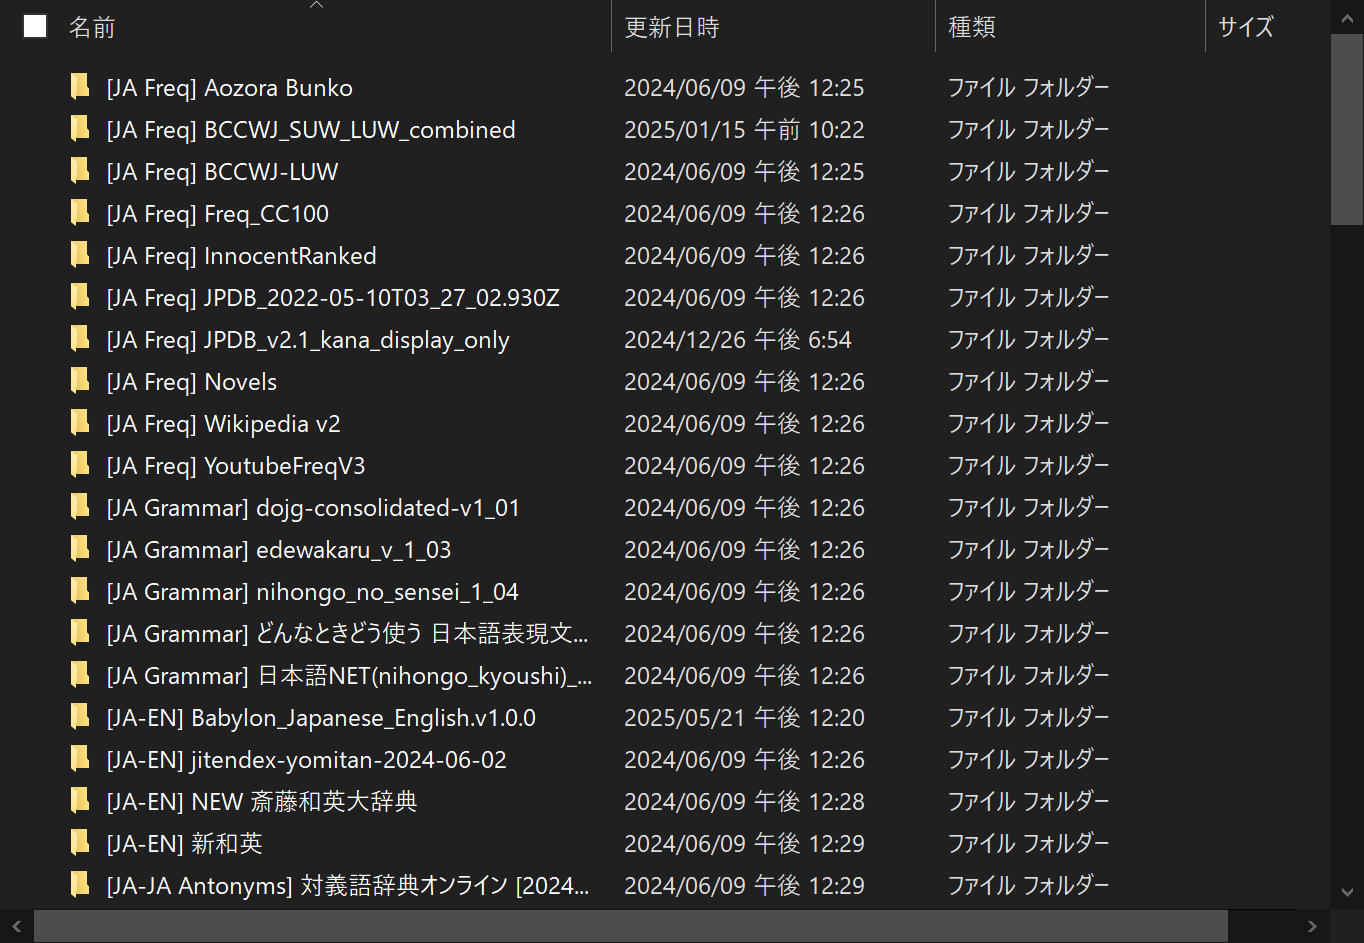 名前 更新日時 種類 サイズ
[JA Freq] Aozora Bunko 2024/06/09 午後 12:25 ファイル フォルダー
[JA Freq] BCCWJ_SUW_LUW_combined 2025/01/15 午前 10:22 ファイル フォルダー
[JA Freq] BCCWJ-LUW 2024/06/09 午後 12:25 ファイル フォルダー
[JA Freq] Freq_CC100 2024/06/09 午後 12:26 ファイル フォルダー
[JA Freq] InnocentRanked 2024/06/09 午後 12:26 ファイル フォルダー
[JA Freq] JPDB_2022-05-10T03_27_02.930Z 2024/06/09 午後 12:26 ファイル フォルダー
[JA Freq] JPDB_v2.1_kana_display_only 2024/12/26 午後 6:54 ファイル フォルダー
[JA Freq] Novels 2024/06/09 午後 12:26 ファイル フォルダー
[JA Freq] Wikipedia v2 2024/06/09 午後 12:26 ファイル フォルダー
[JA Freq] YoutubeFreqV3 2024/06/09 午後 12:26 ファイル フォルダー
[JA Grammar] dojg-consolidated-v1_01 2024/06/09 午後 12:26 ファイル フォルダー
[JA Grammar] edewakaru_v_1_03 2024/06/09 午後 12:26 ファイル フォルダー
[JA Grammar] nihongo_no_sensei_1_04 2024/06/09 午後 12:26 ファイル フォルダー
[JA Grammar] どんなときどう使う 日本語表現文... 2024/06/09 午後 12:26 ファイル フォルダー
[JA Grammar] 日本語NET(nihongo_kyoushi)_... 2024/06/09 午後 12:26 ファイル フォルダー
[JA-EN] Babylon_Japanese_English.v1.0.0 2025/05/21 午後 12:20 ファイル フォルダー
[JA-EN] jitendex-yomitan-2024-06-02 2024/06/09 午後 12:26 ファイル フォルダー
[JA-EN] NEW 斎藤和英大辞典 2024/06/09 午後 12:28 ファイル フォルダー
[JA-EN] 新和英 2024/06/09 午後 12:29 ファイル フォルダー
[JA-JA Antonyms] 対義語辞典オンライン [2024... 2024/06/09 午後 12:29 ファイル フォルダー